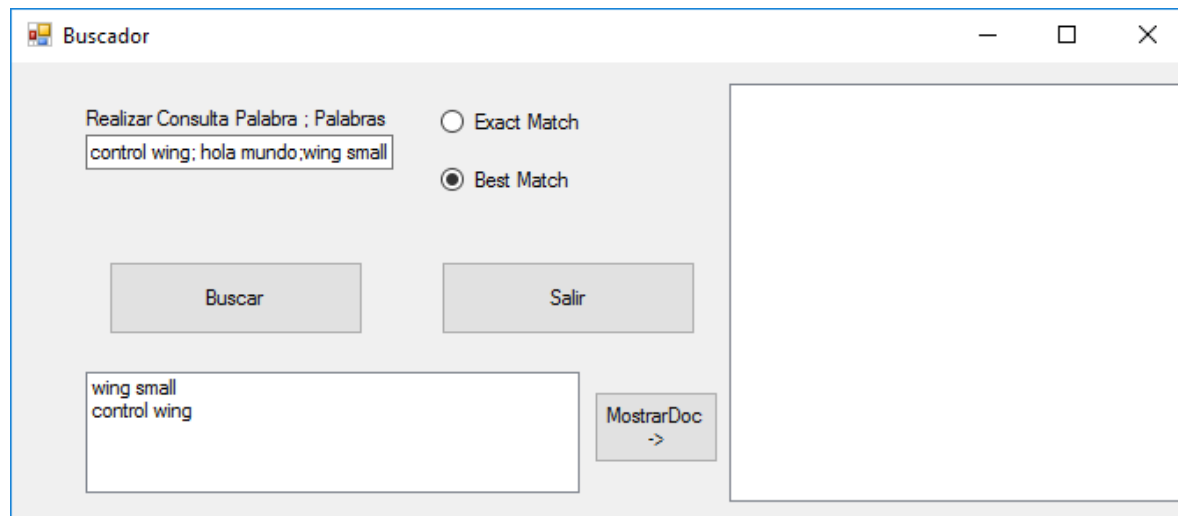 Buscador
Realizar Consulta Palabra ; Palabras
control wing; hola mundo;wing small
Exact Match
Best Match
Buscar
Salir
wing small
control wing
MostrarDoc
->